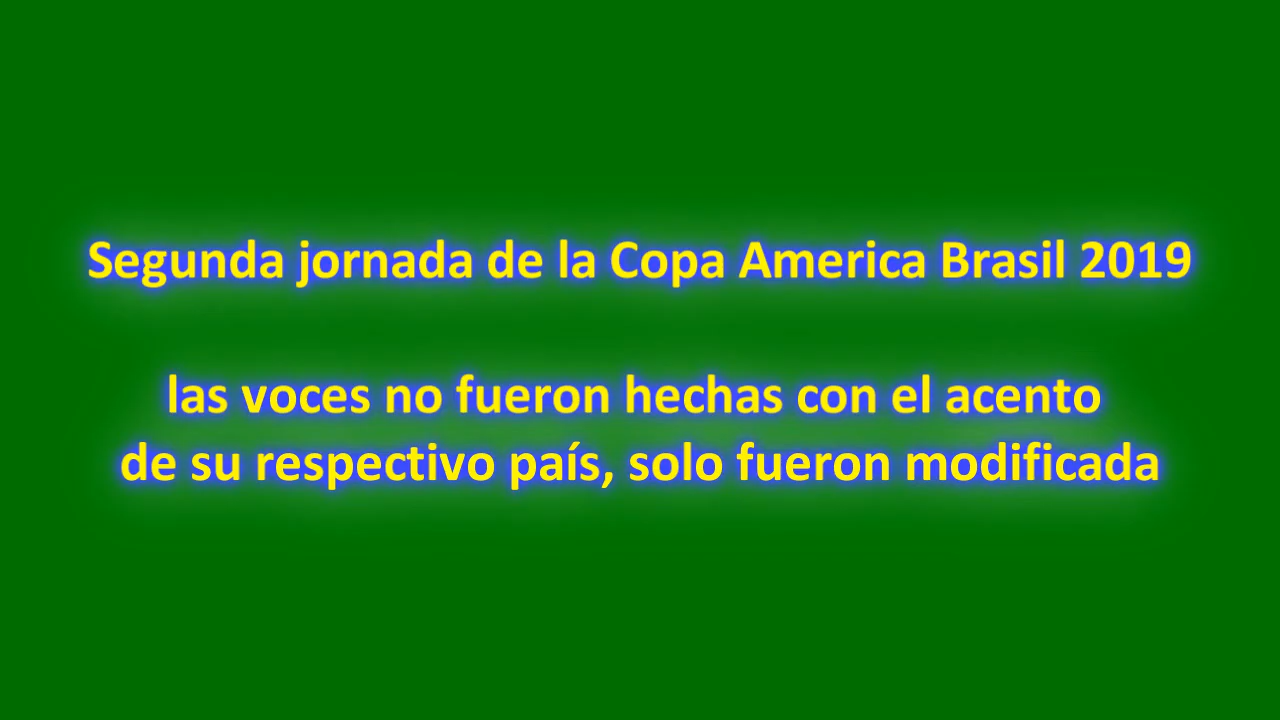 Segunda jornada de la Copa America Brasil 2019
las voces no fueron hechas con el acento
de su respectivo país, solo fueron modificada